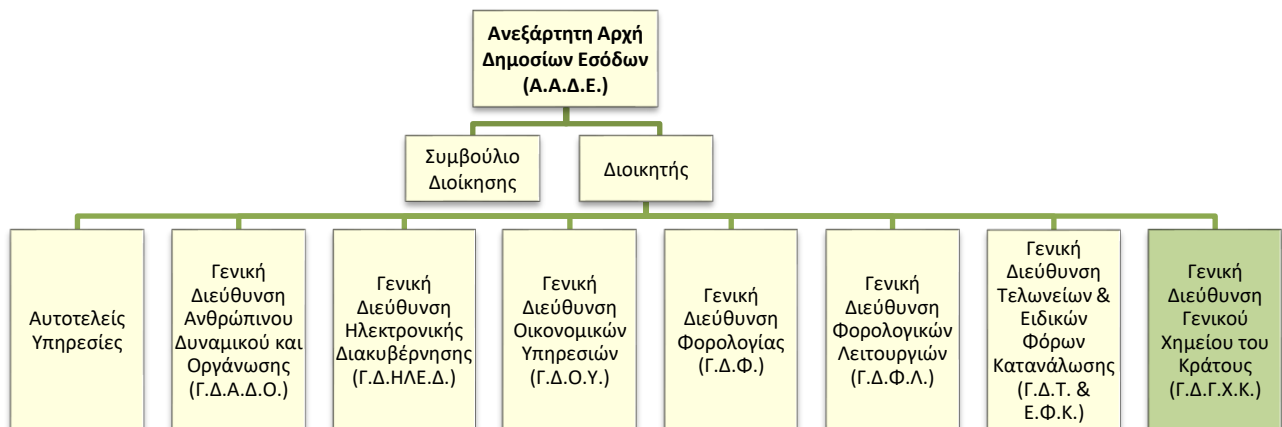 Ανεξάρτητη Αρχή
Δημοσίων Εσόδων
(Α.Α.Δ.Ε.)
Συμβούλιο
Διοίκησης
Διοικητής
Αυτοτελείς
Υπηρεσίες
Γενική
Διεύθυνση
Ανθρώπινου
Δυναμικού και
Οργάνωσης
(Γ.Δ.Α.Δ.Ο.)
Γενική
Διεύθυνση
Ηλεκτρονικής
Διακυβέρνησης
(Γ.Δ.ΗΛΕ.Δ.)
Γενική
Διεύθυνση
Οικονομικών
Υπηρεσιών
(Γ.Δ.Ο.Υ.)
Γενική
Διεύθυνση
Φορολογίας
(Γ.Δ.Φ.)
Γενική
Διεύθυνση
Φορολογικών
Λειτουργιών
(Γ.Δ.Φ.Λ.)
Γενική
Διεύθυνση
Τελωνείων &
Ειδικών
Φόρων
Κατανάλωσης
(Γ.Δ.Τ. &
Ε.Φ.Κ.)
Γενική
Διεύθυνση
Γενικού
Χημείου του
Κράτους
(Γ.Δ.Γ.Χ.Κ.)